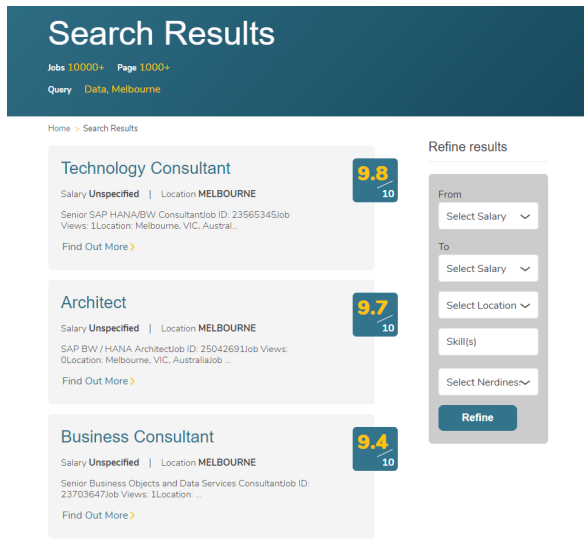 Search Results
Jobs 10000+ Page 1000+
Query Data, Melbourne
Home > Search Results
Technology Consultant
9.8/10
Salary Unspecified | Location MELBOURNE
Senior SAP HANA/BW ConsultantJob ID: 23565345Job
Views: 1Location: Melbourne, VIC, Austral...
Find Out More >
Architect
9.7/10
Salary Unspecified | Location MELBOURNE
SAP BW / HANA ArchitectJob ID: 25042691Job Views:
0Location: Melbourne, VIC, AustraliaJob ...
Find Out More >
Business Consultant
9.4/10
Salary Unspecified | Location MELBOURNE
Senior Business Objects and Data Services ConsultantJob ID:
23703647Job Views: 1Location: ...
Find Out More >
Refine results
From
Select Salary
To
Select Salary
Select Location
Skill(s)
Select Nerdiness
Refine